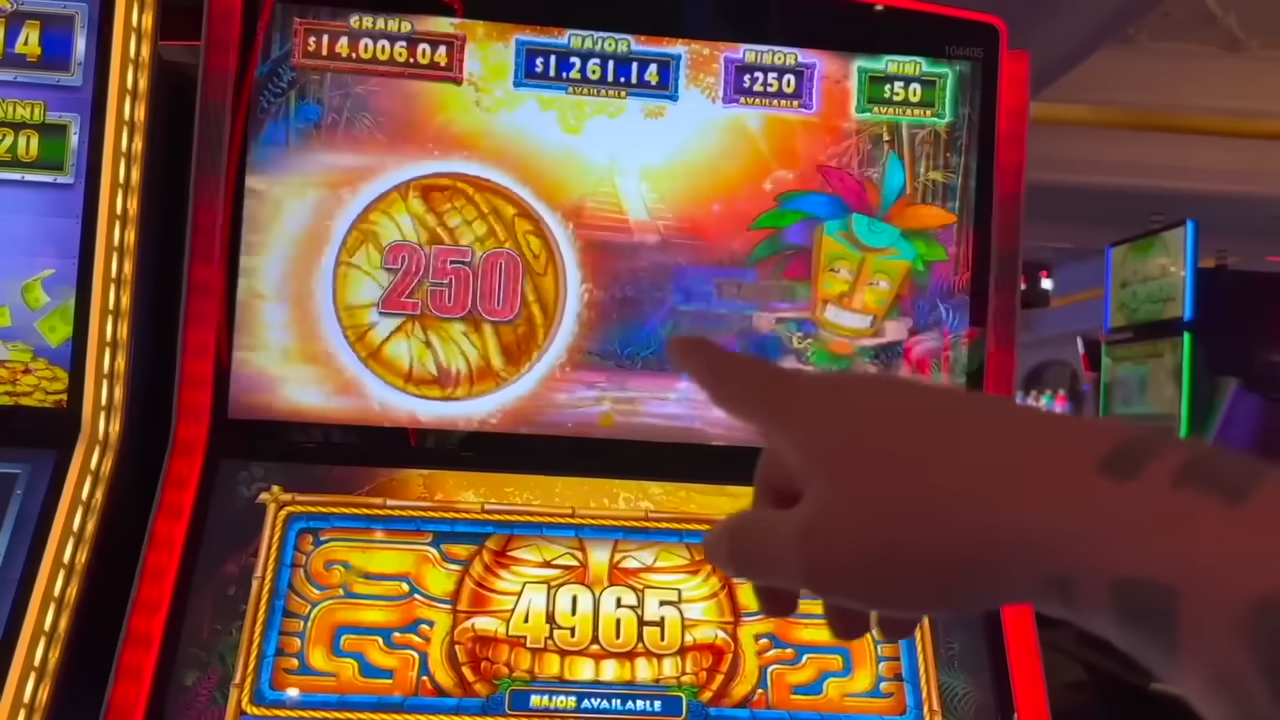 14
MINI
20
GRAND
$14,006.04
MAJOR
$1,261.14
AVAILABLE
MINOR
$250
AVAILABLE
MINI
$50
AVAILABLE
104405
250
4965
MAJOR AVAILABLE